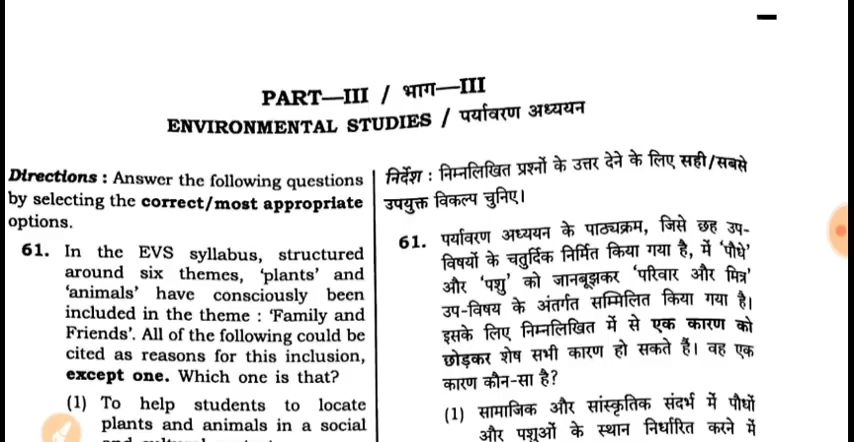 PART—III / भाग—III
ENVIRONMENTAL STUDIES / पर्यावरण अध्ययन
Directions : Answer the following questions
by selecting the correct/most appropriate
options.
61. In the EVS syllabus, structured
around six themes, ‘plants’ and
‘animals’ have consciously been
included in the theme : ‘Family and
Friends’. All of the following could be
cited as reasons for this inclusion,
except one. Which one is that?
(1) To help students to locate
plants and animals in a social
निर्देश : निम्नलिखित प्रश्नों के उत्तर देने के लिए सही/सबसे
उपयुक्त विकल्प चुनिए।
61. पर्यावरण अध्ययन के पाठ्यक्रम, जिसे छह उप-
विषयों के चतुर्दिक निर्मित किया गया है, में ‘पौधे’
और ‘पशु’ को जानबूझकर ‘परिवार और मित्र’
उप-विषय के अंतर्गत सम्मिलित किया गया है।
इसके लिए निम्नलिखित में से एक कारण को
छोड़कर शेष सभी कारण हो सकते हैं। वह एक
कारण कौन-सा है?
(1) सामाजिक और सांस्कृतिक संदर्भ में पौधों
और पशुओं के स्थान निर्धारित करने में